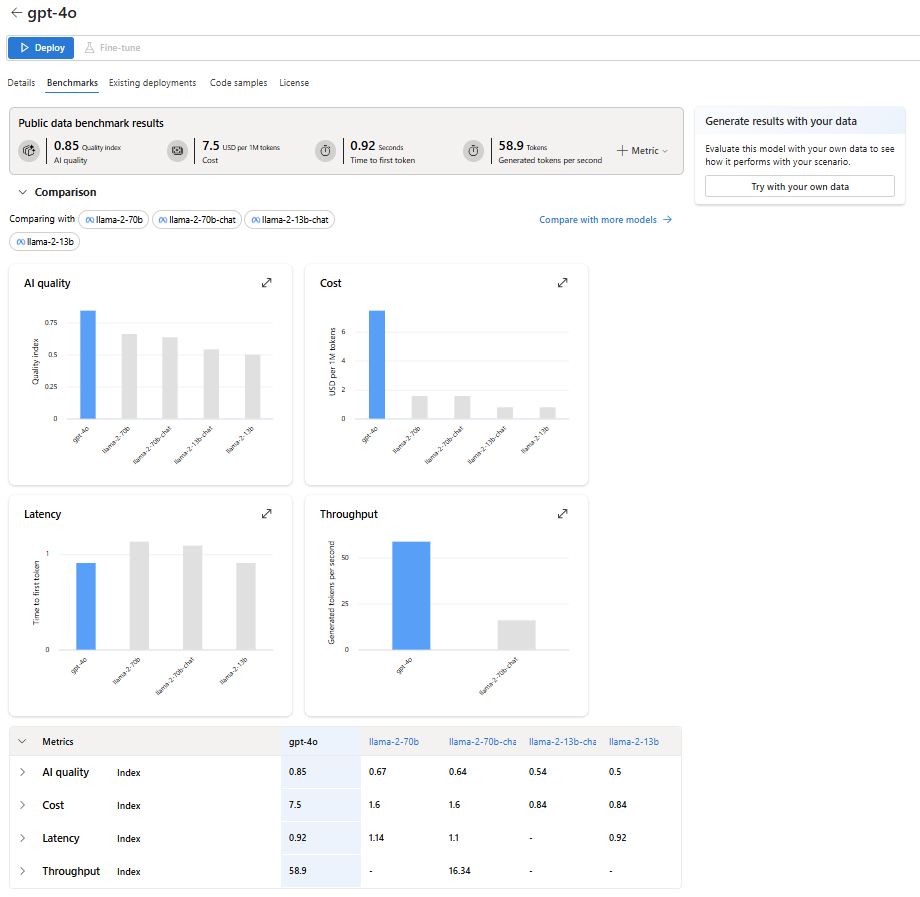 gpt-4o
Deploy
Fine-tune
Details
Benchmarks
Existing deployments
Code samples
License
Public data benchmark results
0.85 Quality index
AI quality
7.5 USD per 1M tokens
Cost
0.92 Seconds
Time to first token
58.9 Tokens
Generated tokens per second
Metric
Generate results with your data
Evaluate this model with your own data to see
how it performs with your scenario.
Try with your own data
Comparison
Comparing with
llama-2-70b
llama-2-70b-chat
llama-2-13b-chat
llama-2-13b
Compare with more models
AI quality
Quality index
0.75
0.5
0.25
0
gpt-4o
llama-2-70b
llama-2-70b-chat
llama-2-13b-chat
llama-2-13b
Cost
USD per 1M tokens
6
4
2
0
gpt-4o
llama-2-70b
llama-2-70b-chat
llama-2-13b-chat
llama-2-13b
Latency
Time to first token
1
0
gpt-4o
llama-2-70b
llama-2-70b-chat
llama-2-13b
Throughput
Generated tokens per second
50
25
0
gpt-4o
llama-2-70b-chat
Metrics gpt-4o llama-2-70b llama-2-70b-cha llama-2-13b-cha llama-2-13b
AI quality Index 0.85 0.67 0.64 0.54 0.5
Cost Index 7.5 1.6 1.6 0.84 0.84
Latency Index 0.92 1.14 1.1 - 0.92
Throughput Index 58.9 - 16.34 - -